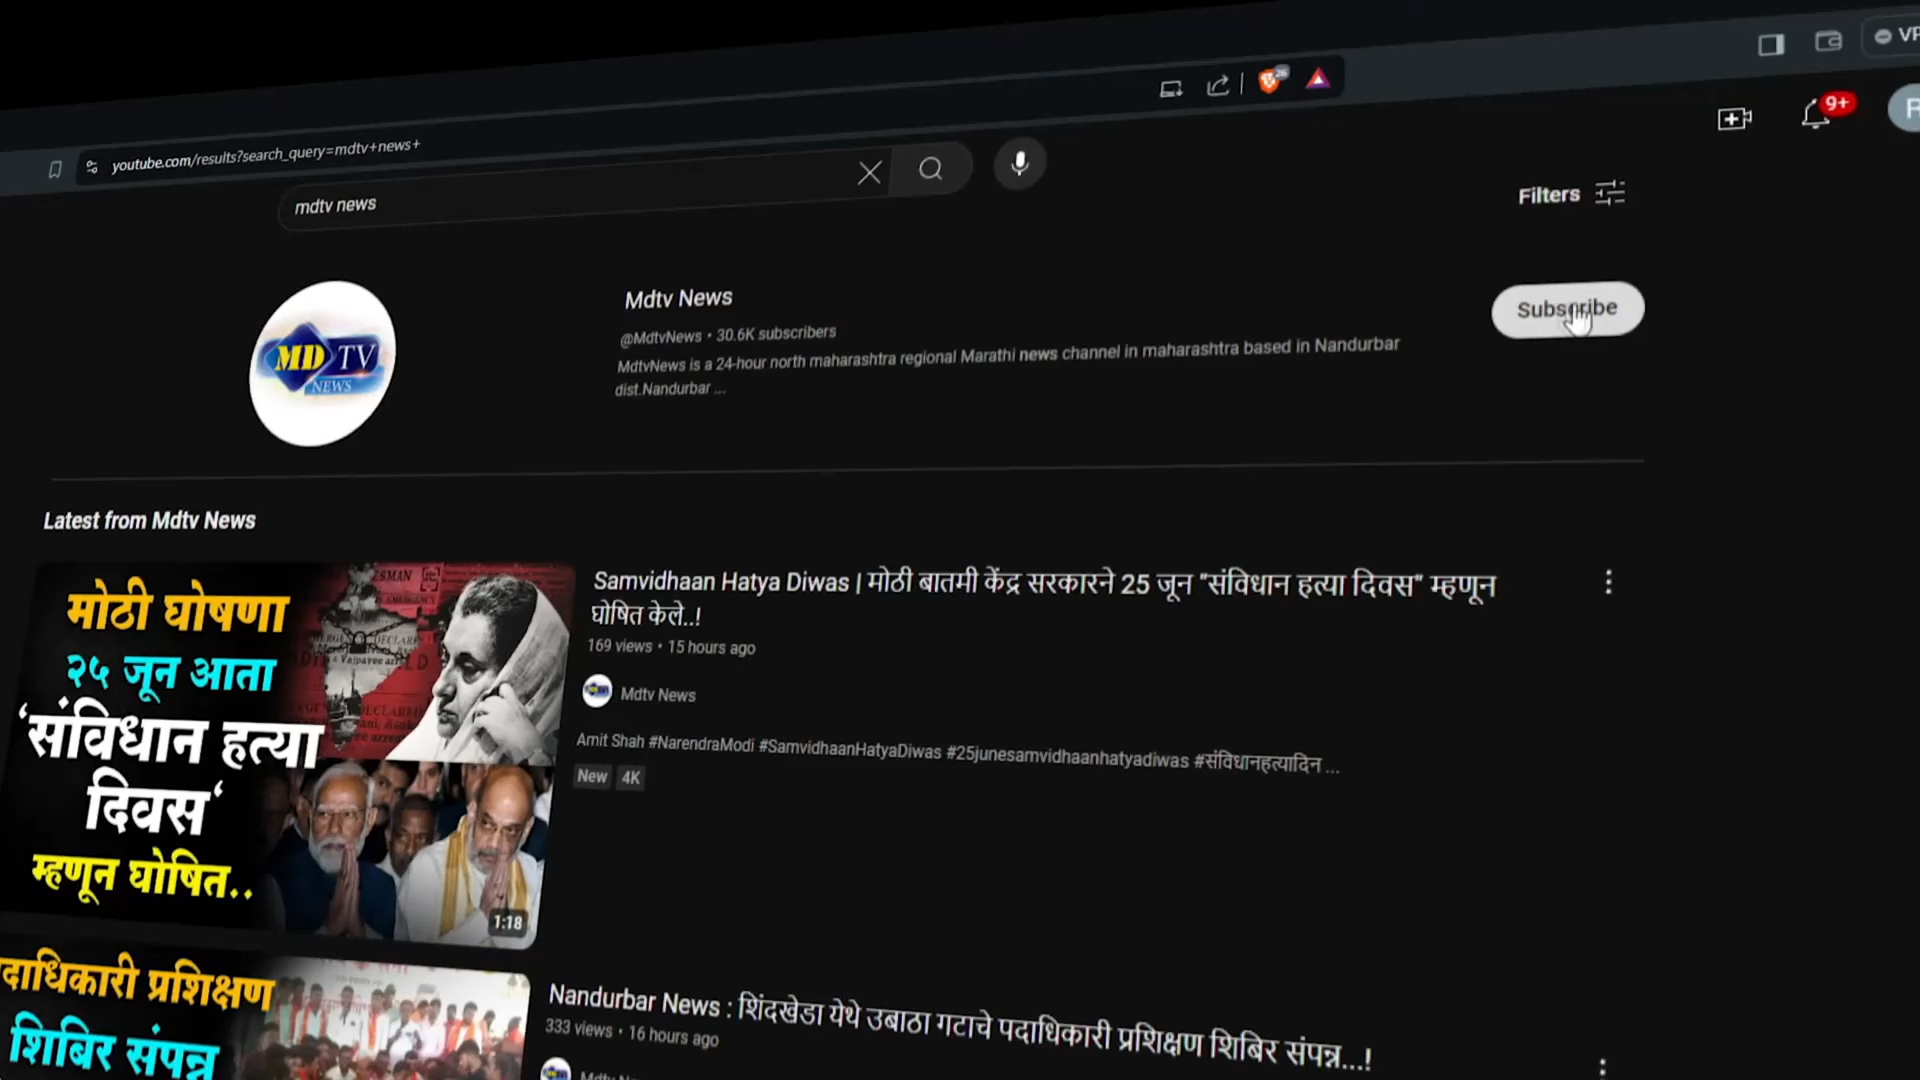 VP
youtube.com/results?search_query=mdtv+news+
26
9+
R
mdtv news
Filters
MD TV
NEWS
Mdtv News
@MdtvNews • 30.6K subscribers
MdtvNews is a 24-hour north maharashtra regional Marathi news channel in maharashtra based in Nandurbar
dist.Nandurbar ...
Subscribe
Latest from Mdtv News
मोठी घोषणा
२५ जून आता
‘संविधान हत्या
दिवस‘
म्हणून घोषित..
1:18
Samvidhaan Hatya Diwas | मोठी बातमी केंद्र सरकारने 25 जून "संविधान हत्या दिवस" म्हणून
घोषित केले..!
169 views • 15 hours ago
Mdtv News
Amit Shah #NarendraModi #SamvidhaanHatyaDiwas #25junesamvidhaanhatyadiwas #संविधानहत्यादिन ...
New 4K
दाधिकारी प्रशिक्षण
शिबिर संपन्न
Nandurbar News : शिंदखेडा येथे उबाठा गटाचे पदाधिकारी प्रशिक्षण शिबिर संपन्न...!
333 views • 16 hours ago